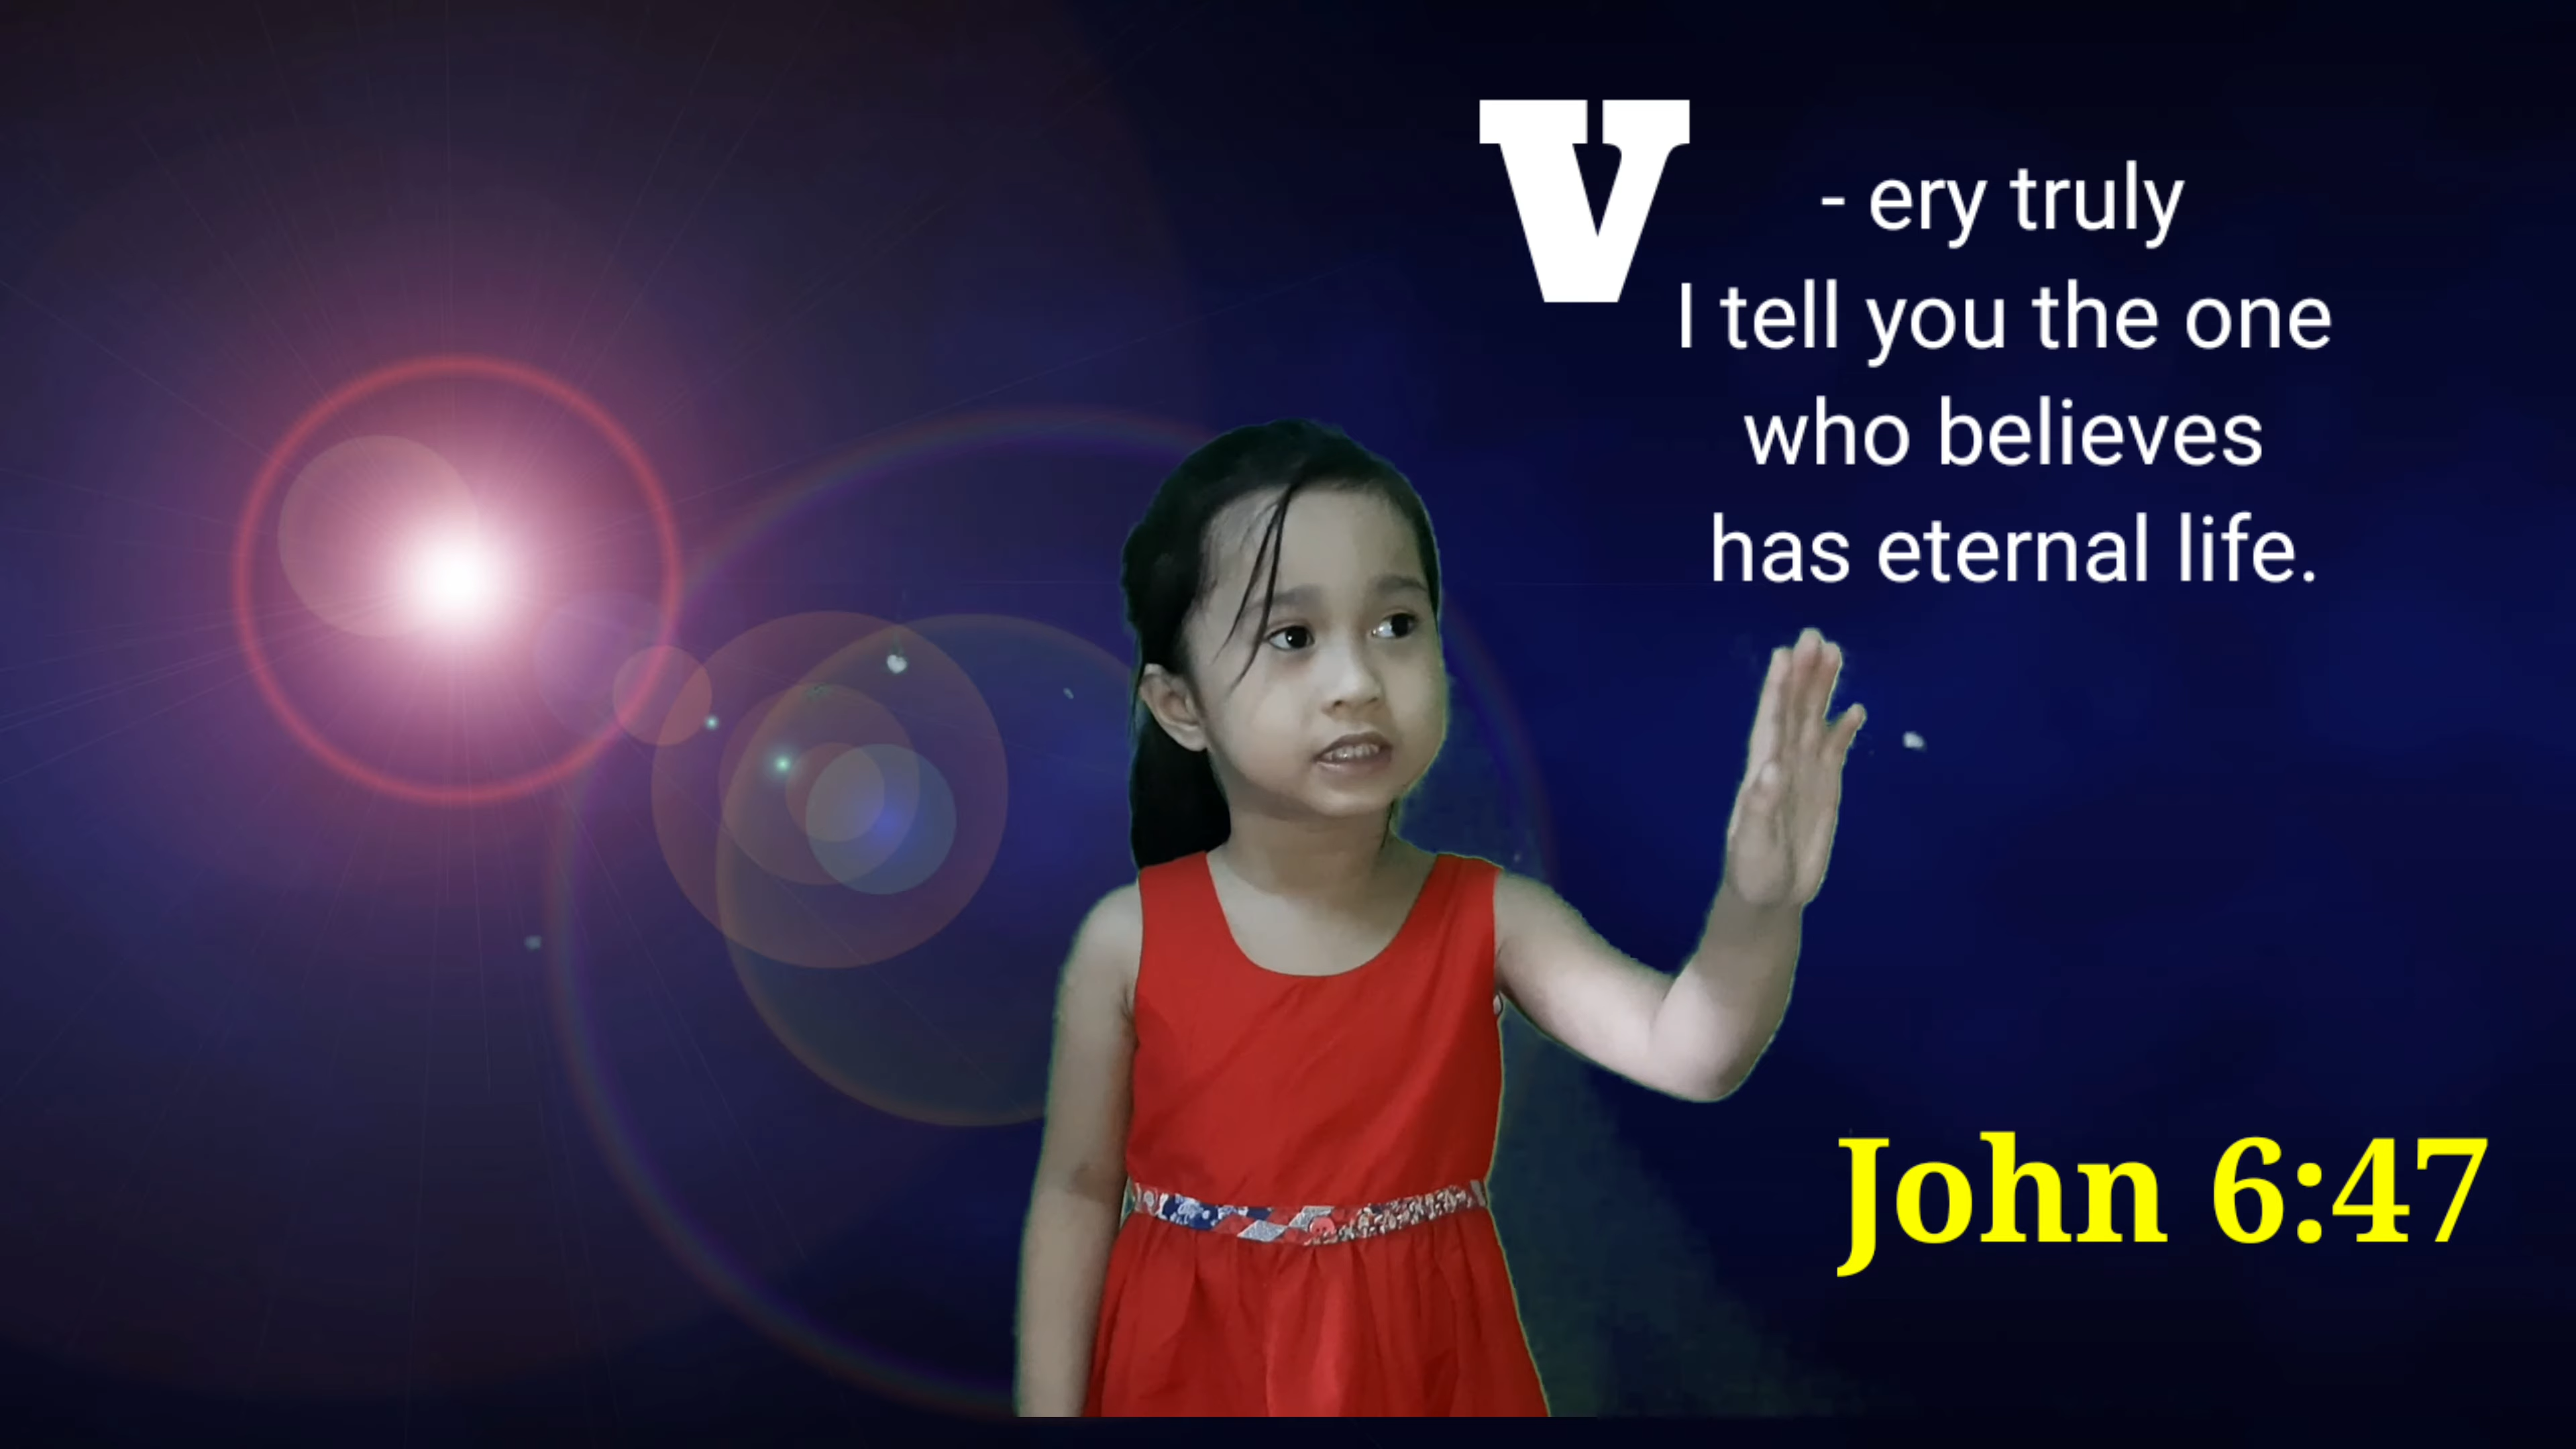 V - ery truly
I tell you the one
who believes
has eternal life.
John 6:47